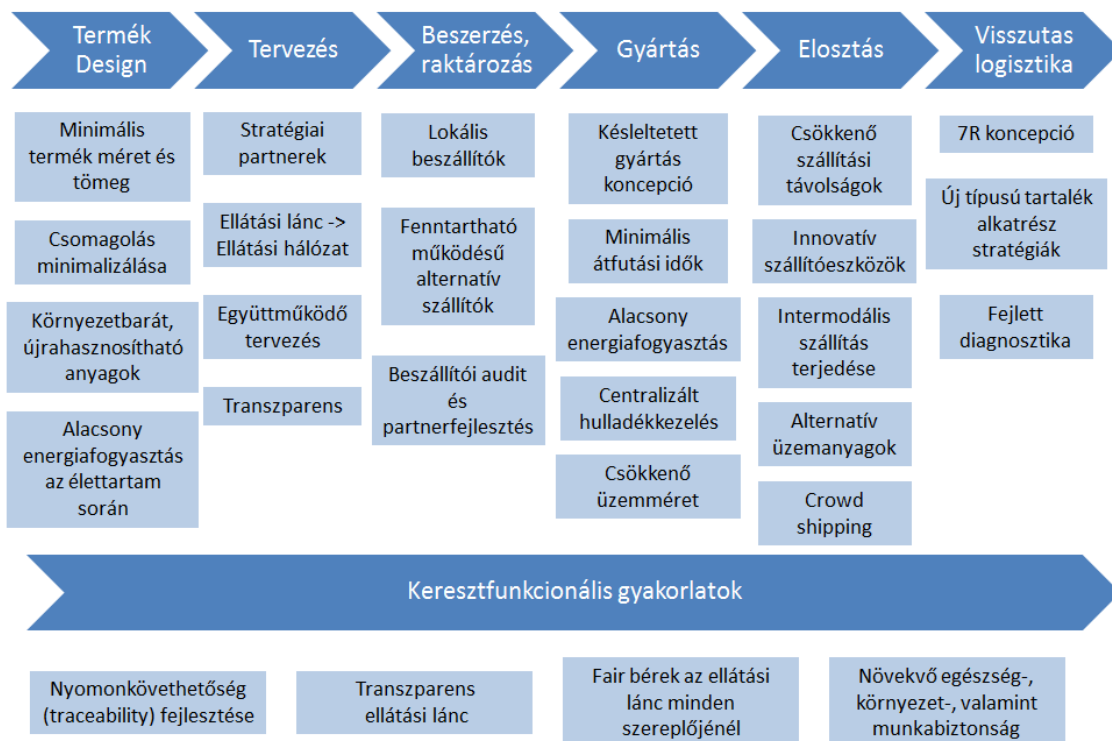 Termék
Design
Tervezés
Beszerzés,
raktározás
Gyártás
Elosztás
Visszutas
logisztika
Minimális
termék méret és
tömeg
Csomagolás
minimalizálása
Környezetbarát,
újrahasznosítható
anyagok
Alacsony
energiafogyasztás
az élettartam
során
Stratégiai
partnerek
Ellátási lánc ->
Ellátási hálózat
Együttműködő
tervezés
Transzparens
Lokális
beszállítók
Fenntartható
működésű
alternatív
szállítók
Beszállítói audit
és
partnerfejlesztés
Késleltetett
gyártás
koncepció
Minimális
átfutási idők
Alacsony
energiafogyasztás
Centralizált
hulladékkezelés
Csökkenő
üzemméret
Csökkenő
szállítási
távolságok
Innovatív
szállítóeszközök
Intermodális
szállítás
terjedése
Alternatív
üzemanyagok
Crowd
shipping
7R koncepció
Új típusú tartalék
alkatrész
stratégiák
Fejlett
diagnosztika
Keresztfunkcionális gyakorlatok
Nyomonkövethetőség
(traceability) fejlesztése
Transzparens
ellátási lánc
Fair bérek az ellátási
lánc minden
szereplőjénél
Növekvő egészség-,
környezet-, valamint
munkabiztonság